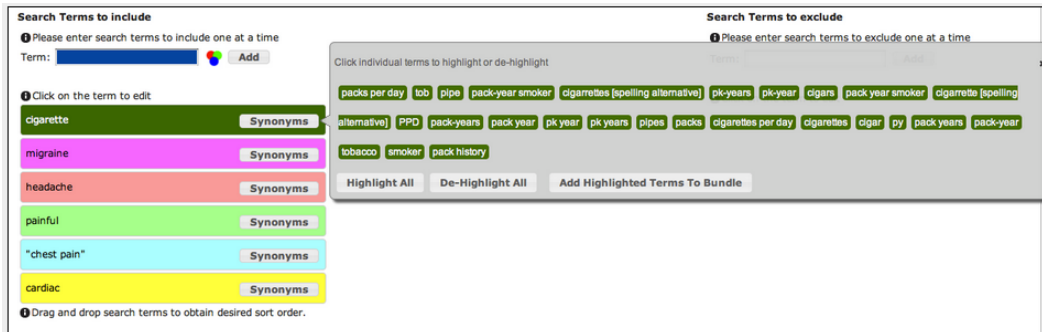 Search Terms to include
Search Terms to exclude
Please enter search terms to include one at a time
Please enter search terms to exclude one at a time
Term:
Add
Term:
Add
Click individual terms to highlight or de-highlight
packs per day tob pipe pack-year smoker cigarrettes [spelling alternative] pk-years pk-year cigars pack year smoker cigarrette [spelling
alternative] PPD pack-years pack year pk year pk years pipes packs cigarettes per day cigarettes cigar py pack years pack-year
tobacco smoker pack history
Highlight All De-Highlight All Add Highlighted Terms To Bundle
Click on the term to edit
cigarette Synonyms
migraine Synonyms
headache Synonyms
painful Synonyms
"chest pain" Synonyms
cardiac Synonyms
Drag and drop search terms to obtain desired sort order.